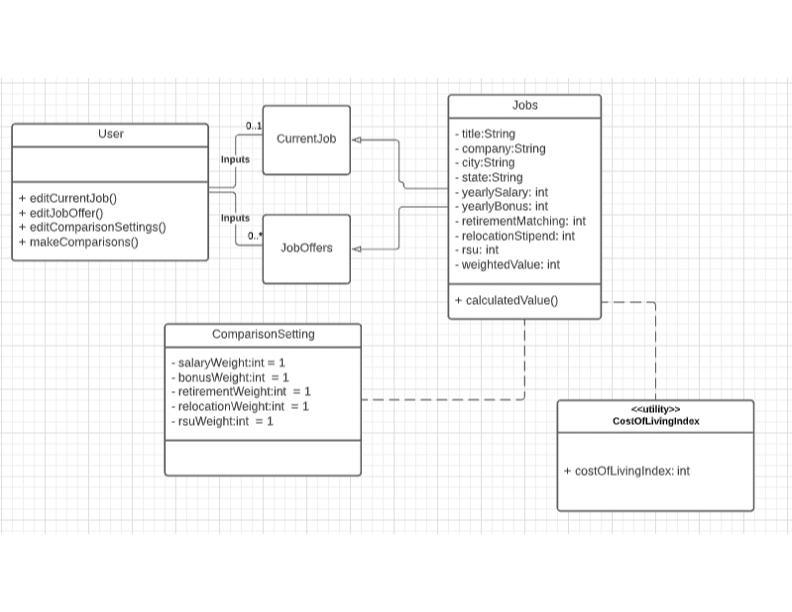 User
+ editCurrentJob()
+ editJobOffer()
+ editComparisonSettings()
+ makeComparisons()
0..1
Inputs
CurrentJob
Inputs
0..*
JobOffers
Jobs
- title:String
- company:String
- city:String
- state:String
- yearlySalary: int
- yearlyBonus: int
- retirementMatching: int
- relocationStipend: int
- rsu: int
- weightedValue: int
+ calculatedValue()
ComparisonSetting
- salaryWeight:int = 1
- bonusWeight:int = 1
- retirementWeight:int = 1
- relocationWeight:int = 1
- rsuWeight:int = 1
<<utility>>
CostOfLivingIndex
+ costOfLivingIndex: int